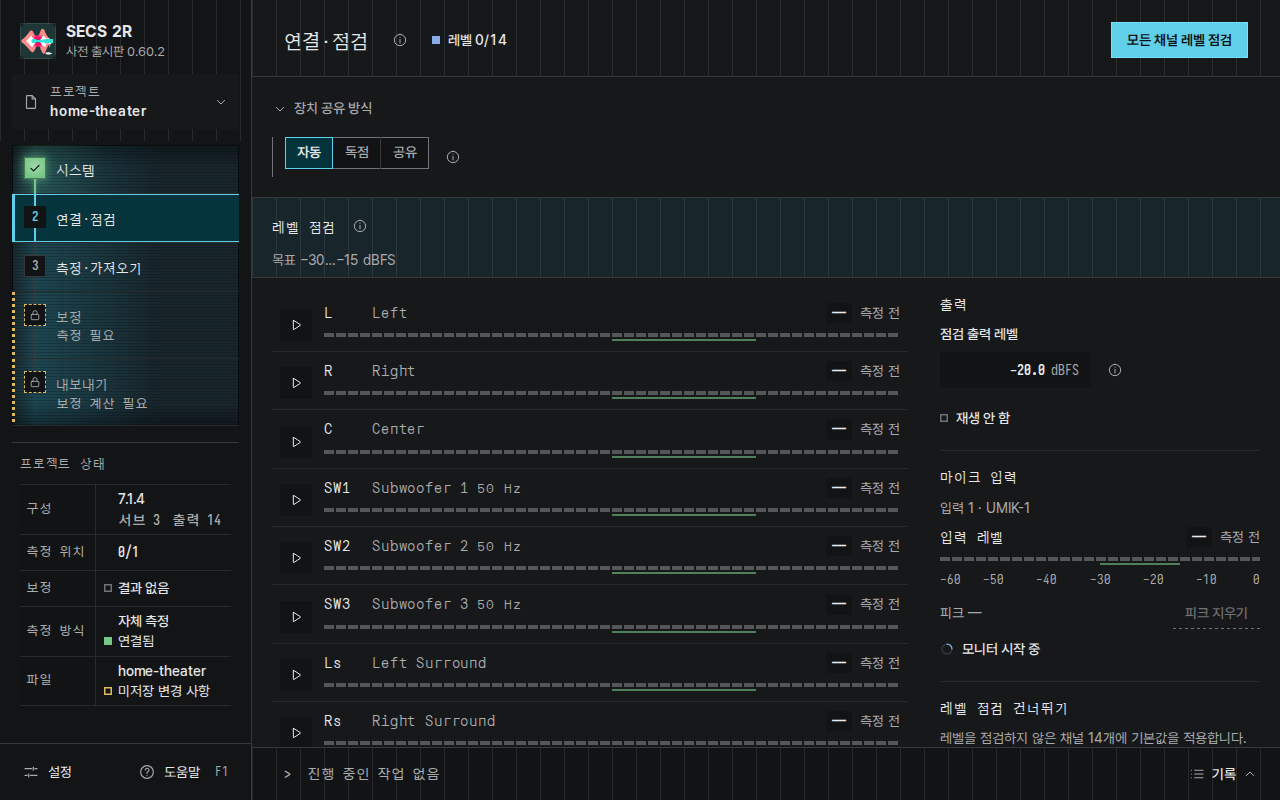 SECS 2R
사전 출시판 0.60.2
프로젝트
home-theater
시스템
2 연결·점검
3 측정·가져오기
보정
측정 필요
내보내기
보정 계산 필요
프로젝트 상태
구성 7.1.4
서브 3 출력 14
측정 위치 0/1
보정 결과 없음
측정 방식 자체 측정
연결됨
파일 home-theater
미저장 변경 사항
설정 도움말 F1
연결·점검 레벨 0/14 모든 채널 레벨 점검
장치 공유 방식
자동 독점 공유
레벨 점검
목표 −30…−15 dBFS
L Left — 측정 전
R Right — 측정 전
C Center — 측정 전
SW1 Subwoofer 1 50 Hz — 측정 전
SW2 Subwoofer 2 50 Hz — 측정 전
SW3 Subwoofer 3 50 Hz — 측정 전
Ls Left Surround — 측정 전
Rs Right Surround — 측정 전
출력
점검 출력 레벨
−20.0 dBFS
재생 안 함
마이크 입력
입력 1 · UMIK-1
입력 레벨 — 측정 전
−60 −50 −40 −30 −20 −10 0
피크 — 피크 지우기
모니터 시작 중
레벨 점검 건너뛰기
레벨을 점검하지 않은 채널 14개에 기본값을 적용합니다.
> 진행 중인 작업 없음 기록